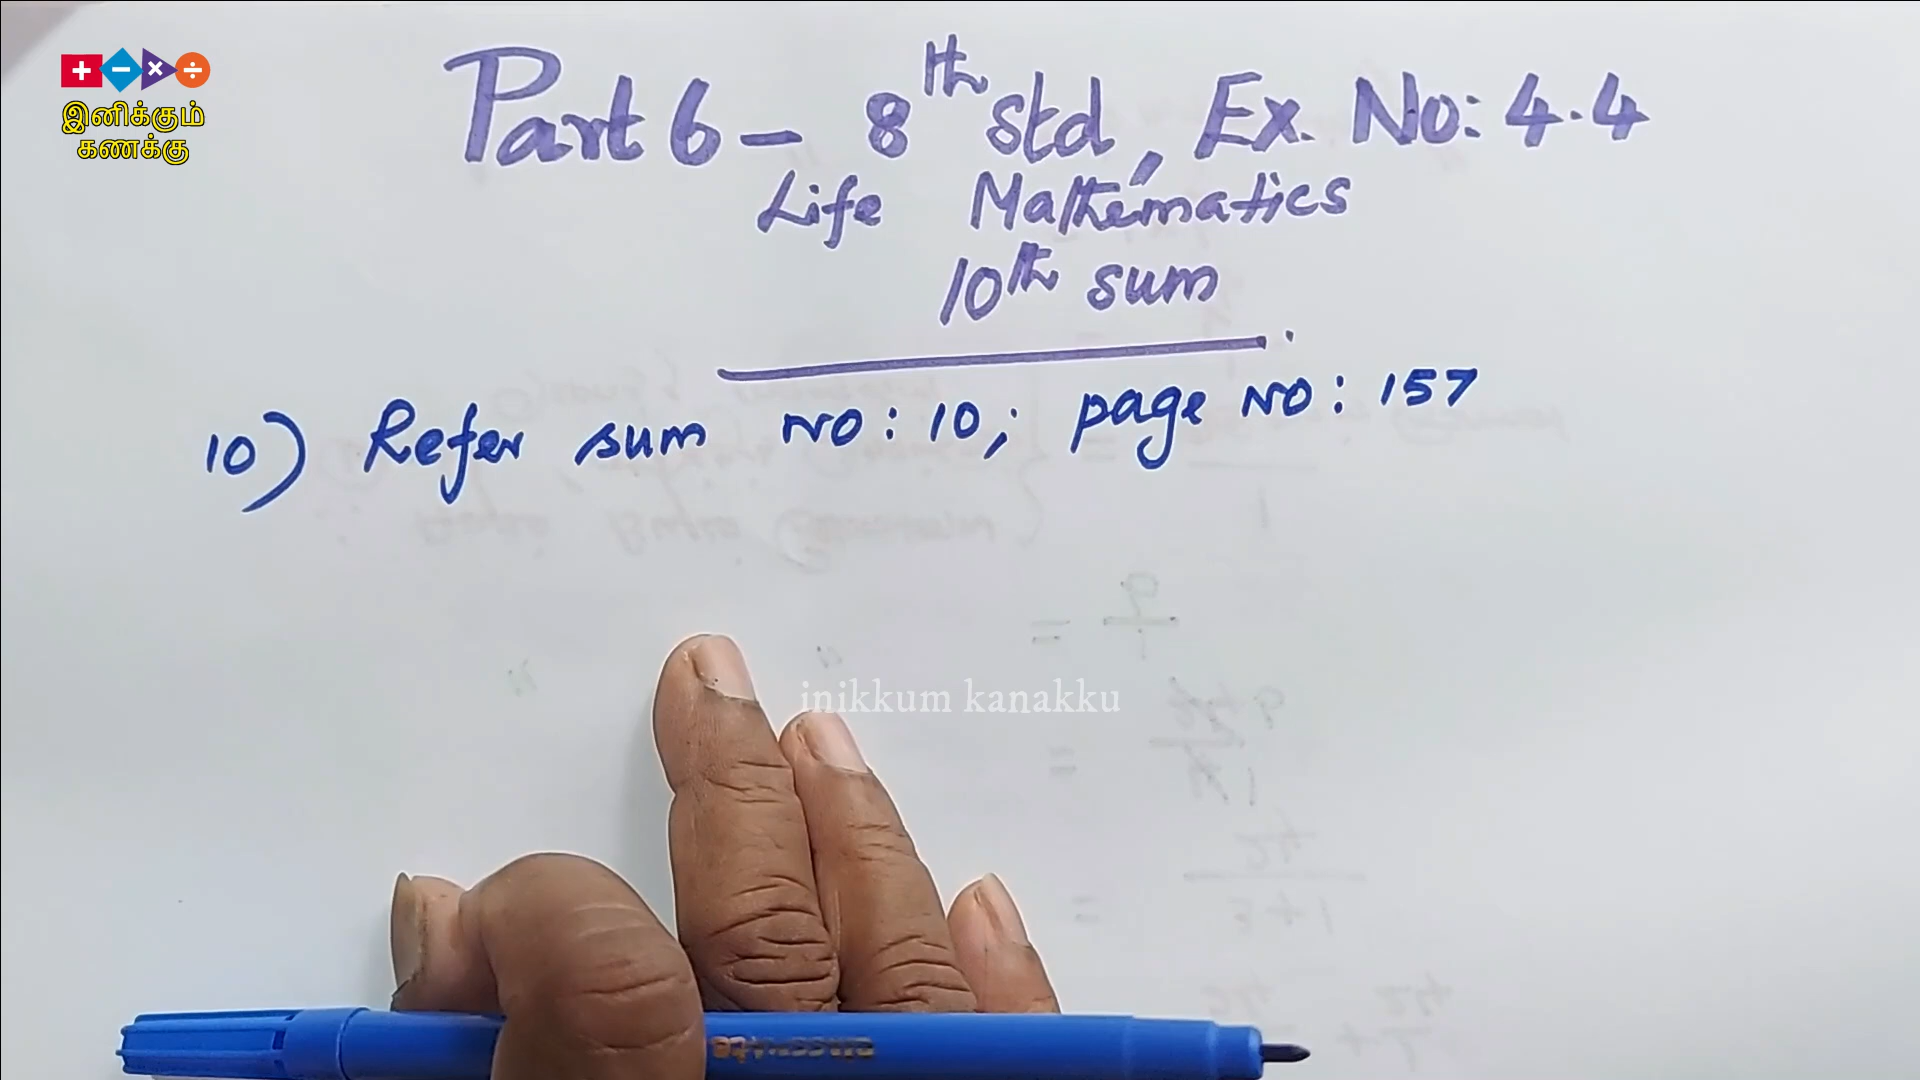 இனிக்கும்
கணக்கு
Part 6 - 8th std, Ex. No: 4.4
Life Mathematics
10th sum
10) Refer sum no: 10; page no: 157
inikkum kanakku